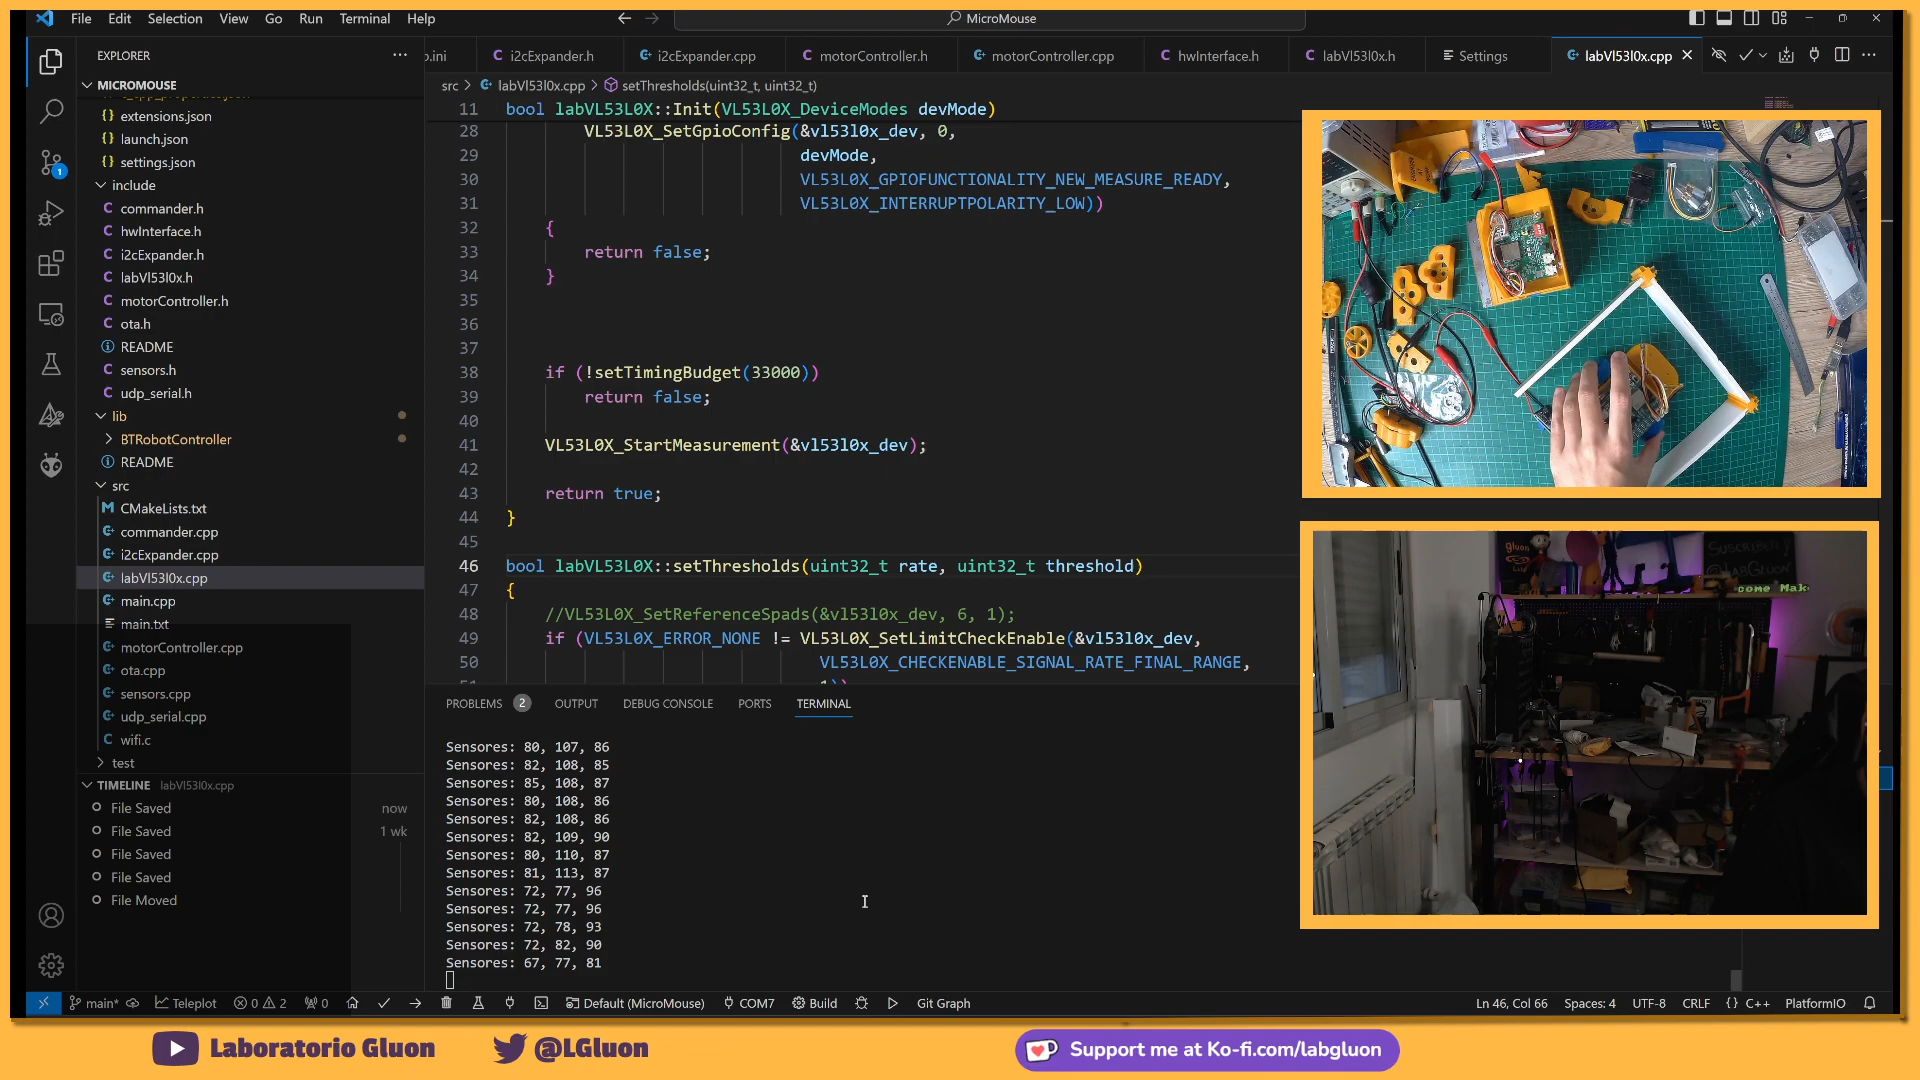 File Edit Selection View Go Run Terminal Help
MicroMouse
EXPLORER
MICROMOUSE
extensions.json
launch.json
settings.json
include
commander.h
hwInterface.h
i2cExpander.h
labVl53l0x.h
motorController.h
ota.h
README
sensors.h
udp_serial.h
lib
BTRobotController
README
src
CMakeLists.txt
commander.cpp
i2cExpander.cpp
labVl53l0x.cpp
main.cpp
main.txt
motorController.cpp
ota.cpp
sensors.cpp
udp_serial.cpp
wifi.c
test
TIMELINE labVl53l0x.cpp
File Saved now
File Saved 1 wk
File Saved
File Saved
File Moved
i2cExpander.h i2cExpander.cpp motorController.h motorController.cpp hwInterface.h labVl53l0x.h Settings labVl53l0x.cpp
src > labVl53l0x.cpp > setThresholds(uint32_t, uint32_t)
11 bool labVL53L0X::Init(VL53L0X_DeviceModes devMode)
28 VL53L0X_SetGpioConfig(&vl53l0x_dev, 0,
29 devMode,
30 VL53L0X_GPIOFUNCTIONALITY_NEW_MEASURE_READY,
31 VL53L0X_INTERRUPTPOLARITY_LOW))
32 {
33 return false;
34 }
35
36
37
38 if (!setTimingBudget(33000))
39 return false;
40
41 VL53L0X_StartMeasurement(&vl53l0x_dev);
42
43 return true;
44 }
45
46 bool labVL53L0X::setThresholds(uint32_t rate, uint32_t threshold)
47 {
48 //VL53L0X_SetReferenceSpads(&vl53l0x_dev, 6, 1);
49 if (VL53L0X_ERROR_NONE != VL53L0X_SetLimitCheckEnable(&vl53l0x_dev,
50 VL53L0X_CHECKENABLE_SIGNAL_RATE_FINAL_RANGE,
PROBLEMS 2 OUTPUT DEBUG CONSOLE PORTS TERMINAL
Sensores: 80, 107, 86
Sensores: 82, 108, 85
Sensores: 85, 108, 87
Sensores: 80, 108, 86
Sensores: 82, 108, 86
Sensores: 82, 109, 90
Sensores: 80, 110, 87
Sensores: 81, 113, 87
Sensores: 72, 77, 96
Sensores: 72, 77, 96
Sensores: 72, 78, 93
Sensores: 72, 82, 90
Sensores: 67, 77, 81
main* Teleplot 0 2 0 Default (MicroMouse) COM7 Build Git Graph
Ln 46, Col 66 Spaces: 4 UTF-8 CRLF {} C++ PlatformIO
Laboratorio Gluon @LGluon Support me at Ko-fi.com/labgluon